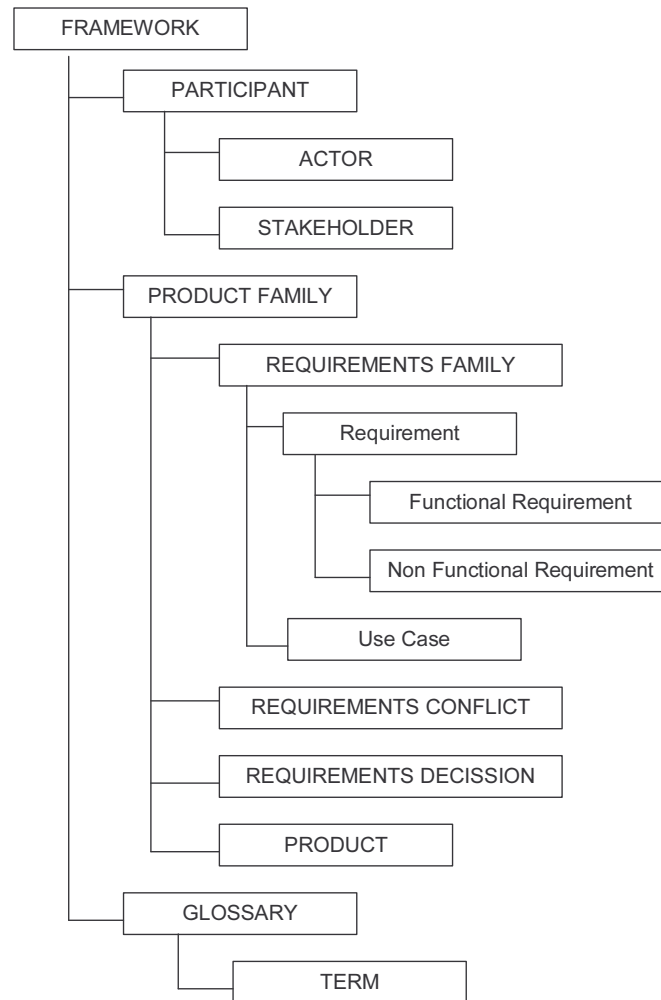 FRAMEWORK
PARTICIPANT
ACTOR
STAKEHOLDER
PRODUCT FAMILY
REQUIREMENTS FAMILY
Requirement
Functional Requirement
Non Functional Requirement
Use Case
REQUIREMENTS CONFLICT
REQUIREMENTS DECISSION
PRODUCT
GLOSSARY
TERM